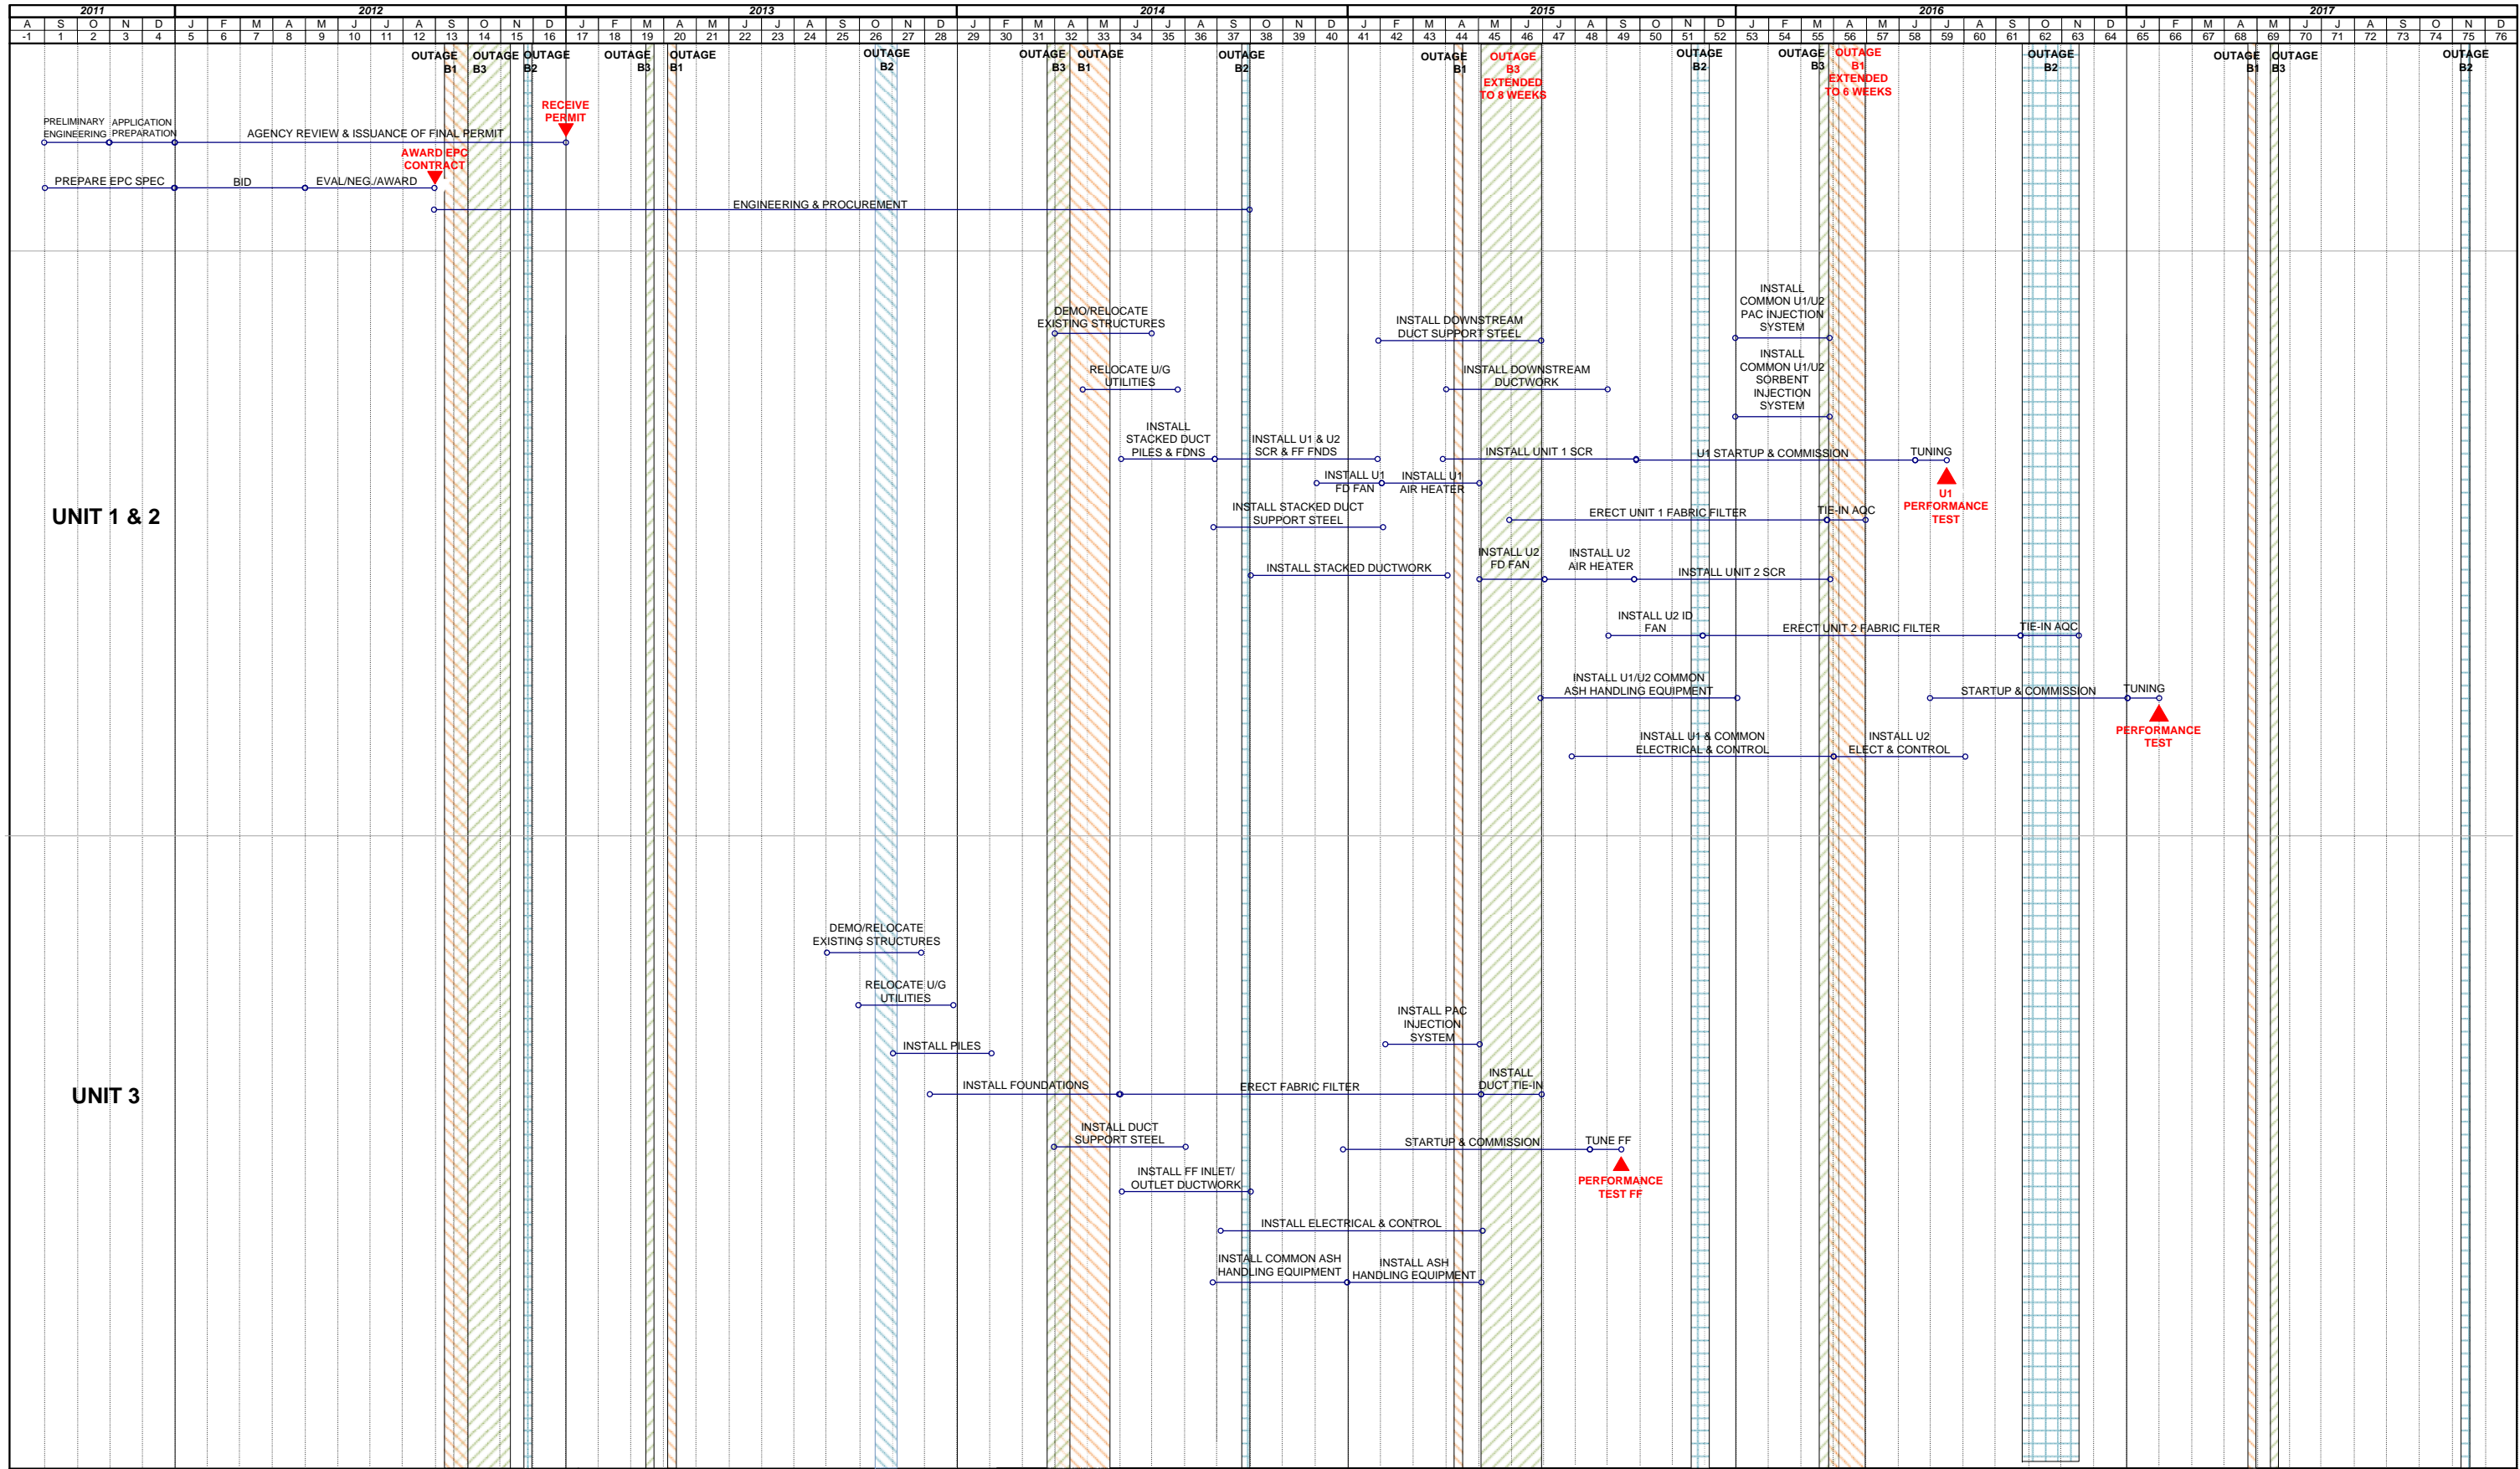 2011 2012 2013 2014 2015 2016 2017
A S O N D J F M A M J J A S O N D J F M A M J J A S O N D J F M A M J J A S O N D J F M A M J J A S O N D J F M A M J J A S O N D J F M A M J J A S O N D
-1 1 2 3 4 5 6 7 8 9 10 11 12 13 14 15 16 17 18 19 20 21 22 23 24 25 26 27 28 29 30 31 32 33 34 35 36 37 38 39 40 41 42 43 44 45 46 47 48 49 50 51 52 53 54 55 56 57 58 59 60 61 62 63 64 65 66 67 68 69 70 71 72 73 74 75 76
OUTAGE
B1
OUTAGE
B3
OUTAGE
B2
OUTAGE
B3
OUTAGE
B1
OUTAGE
B2
OUTAGE
B3
OUTAGE
B1
OUTAGE
B2
OUTAGE
B1
OUTAGE
B3
EXTENDED
TO 8 WEEKS
OUTAGE
B2
OUTAGE
B3
OUTAGE
B1
EXTENDED
TO 6 WEEKS
OUTAGE
B2
OUTAGE
B1
OUTAGE
B3
OUTAGE
B2
PRELIMINARY
ENGINEERING
APPLICATION
PREPARATION
AGENCY REVIEW & ISSUANCE OF FINAL PERMIT
RECEIVE
PERMIT
AWARD EPC
CONTRACT
PREPARE EPC SPEC
BID
EVAL/NEG./AWARD
ENGINEERING & PROCUREMENT
UNIT 1 & 2
DEMO/RELOCATE
EXISTING STRUCTURES
INSTALL DOWNSTREAM
DUCT SUPPORT STEEL
INSTALL
COMMON U1/U2
PAC INJECTION
SYSTEM
RELOCATE U/G
UTILITIES
INSTALL DOWNSTREAM
DUCTWORK
INSTALL
COMMON U1/U2
SORBENT
INJECTION
SYSTEM
INSTALL
STACKED DUCT
PILES & FDNS
INSTALL U1 & U2
SCR & FF FNDS
INSTALL UNIT 1 SCR
U1 STARTUP & COMMISSION
TUNING
INSTALL U1
FD FAN
INSTALL U1
AIR HEATER
U1
PERFORMANCE
TEST
INSTALL STACKED DUCT
SUPPORT STEEL
ERECT UNIT 1 FABRIC FILTER
TIE-IN AQC
INSTALL STACKED DUCTWORK
INSTALL U2
FD FAN
INSTALL U2
AIR HEATER
INSTALL UNIT 2 SCR
INSTALL U2 ID
FAN
ERECT UNIT 2 FABRIC FILTER
TIE-IN AQC
INSTALL U1/U2 COMMON
ASH HANDLING EQUIPMENT
STARTUP & COMMISSION
TUNING
PERFORMANCE
TEST
INSTALL U1 & COMMON
ELECTRICAL & CONTROL
INSTALL U2
ELECT & CONTROL
UNIT 3
DEMO/RELOCATE
EXISTING STRUCTURES
RELOCATE U/G
UTILITIES
INSTALL PILES
INSTALL PAC
INJECTION
SYSTEM
INSTALL FOUNDATIONS
ERECT FABRIC FILTER
INSTALL
DUCT TIE-IN
INSTALL DUCT
SUPPORT STEEL
STARTUP & COMMISSION
TUNE FF
PERFORMANCE
TEST FF
INSTALL FF INLET/
OUTLET DUCTWORK
INSTALL ELECTRICAL & CONTROL
INSTALL COMMON ASH
HANDLING EQUIPMENT
INSTALL ASH
HANDLING EQUIPMENT